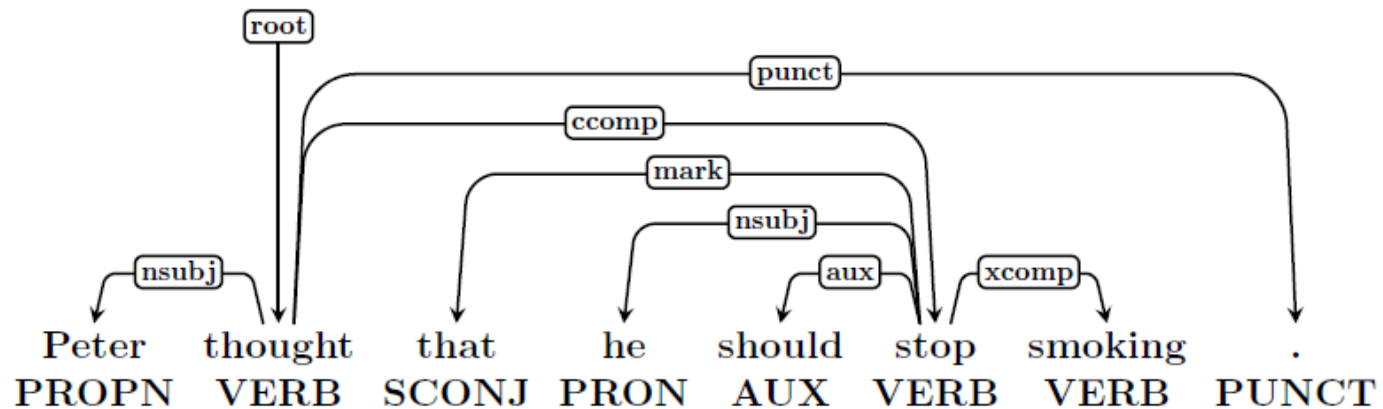 root
punct
ccomp
mark
nsubj
nsubj aux xcomp
Peter thought that he should stop smoking .
PROPN VERB SCONJ PRON AUX VERB VERB PUNCT